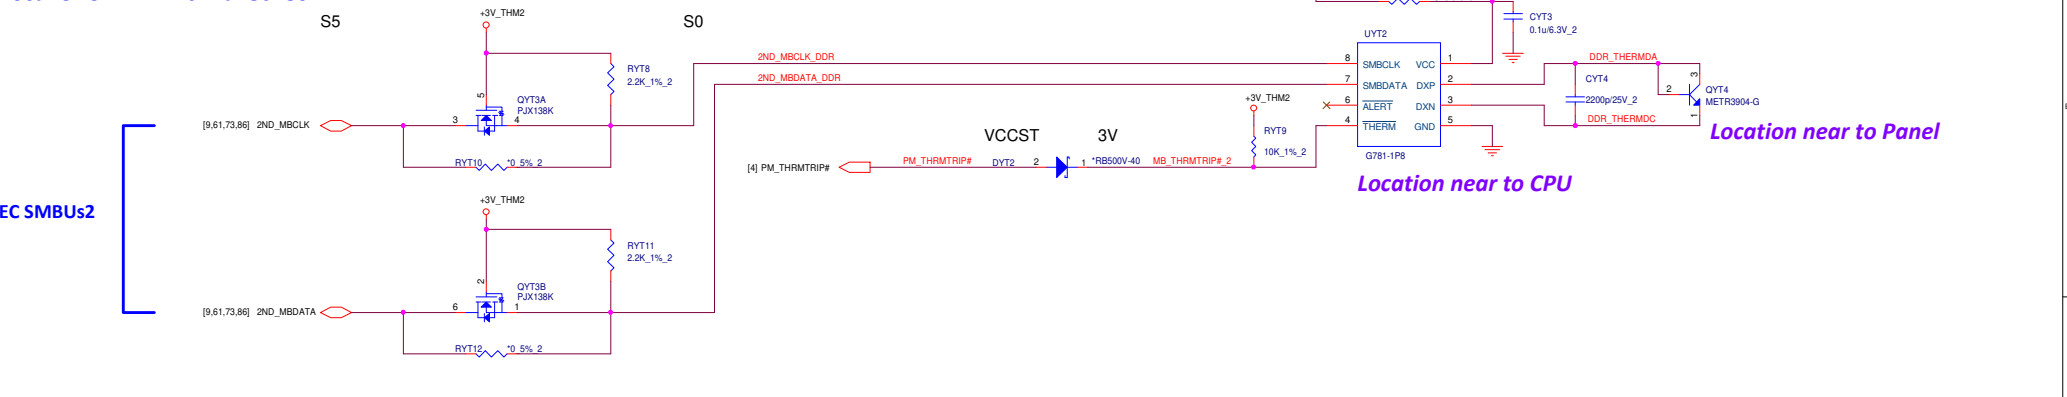 S5
+3V_THM2
S0
CYT3
0.1u/6.3V_2
UYT2
RYT8
2.2K_1%_2
2ND_MBCLK_DDR
8 SMBCLK VCC 1
DDR_THERMDA
2ND_MBDATA_DDR
7 SMBDATA DXP 2
CYT4
2200p/25V_2
3
2
QYT4
METR3904-G
1
5
QYT3A
PJX138K
+3V_THM2
6 ALERT DXN 3
[9,61,73,86] 2ND_MBCLK
3
4
4 THERM GND 5
DDR_THERMDC
Location near to Panel
VCCST
3V
RYT9
10K_1%_2
G781-1P8
RYT10
*0_5%_2
[4] PM_THRMTRIP#
PM_THRMTRIP#
DYT2
2
1
*RB500V-40
MB_THRMTRIP#_2
Location near to CPU
+3V_THM2
EC SMBUs2
RYT11
2.2K_1%_2
2
QYT3B
PJX138K
[9,61,73,86] 2ND_MBDATA
6
1
RYT12
*0_5%_2